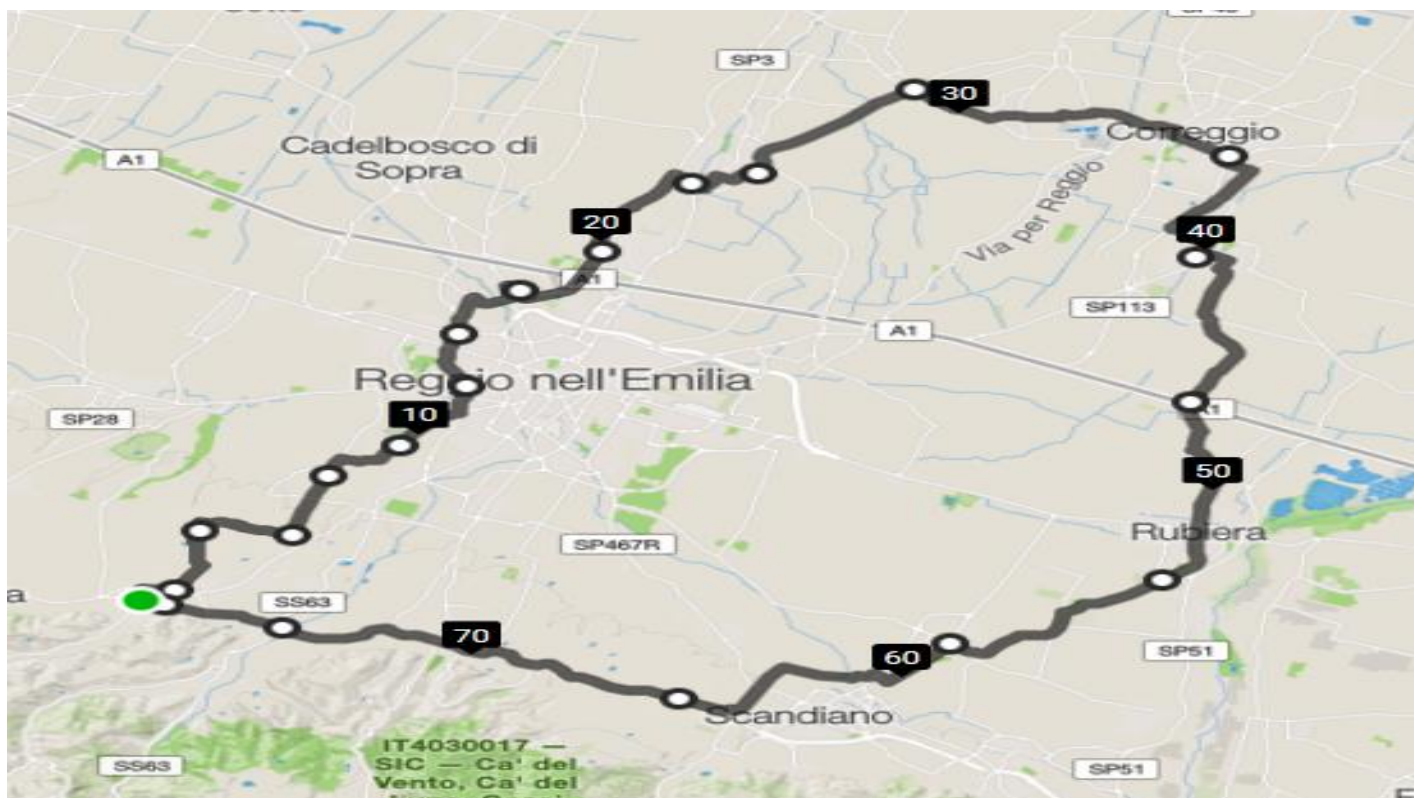 SP3
30
Correggio
A1
Cadelbosco di
Sopra
Via per Reggio
20
40
A1
SP113
A1
Reggio nell'Emilia
SP28
10
A1
50
Rubiera
SP467R
a
SS63
70
60
SP51
Scandiano
IT4030017 —
SIC — Ca' del
Vento, Ca' del
SS63
SP51